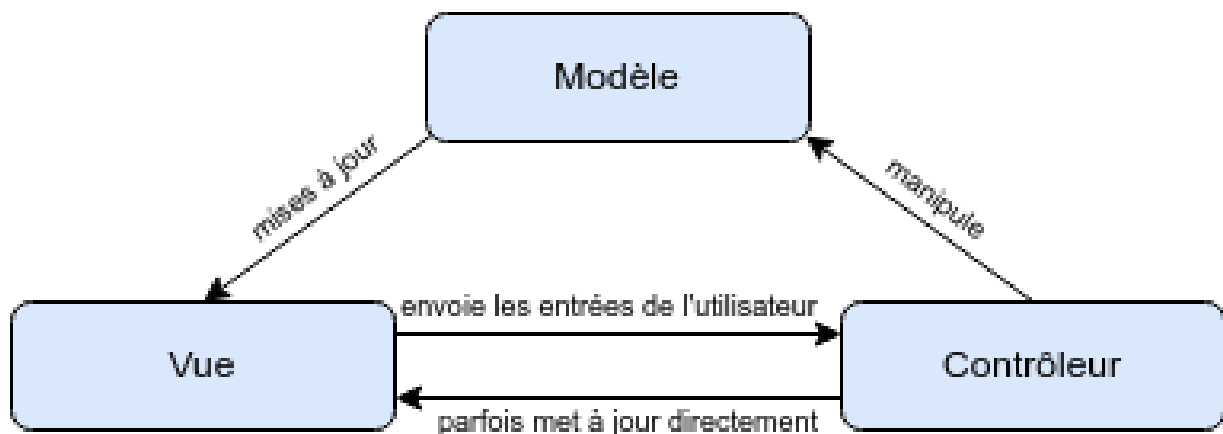 Modèle
mises à jour
manipule
envoie les entrées de l'utilisateur
Vue
Contrôleur
parfois met à jour directement